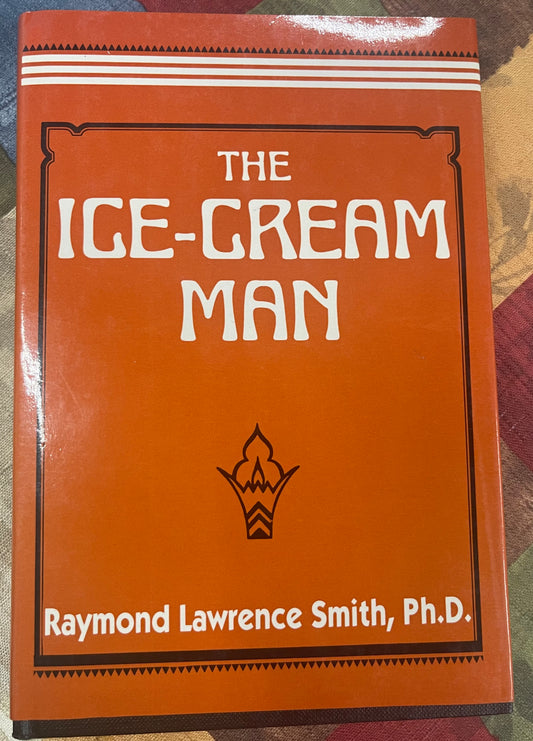 THE
ICE-CREAM
MAN
Raymond Lawrence Smith, Ph.D.